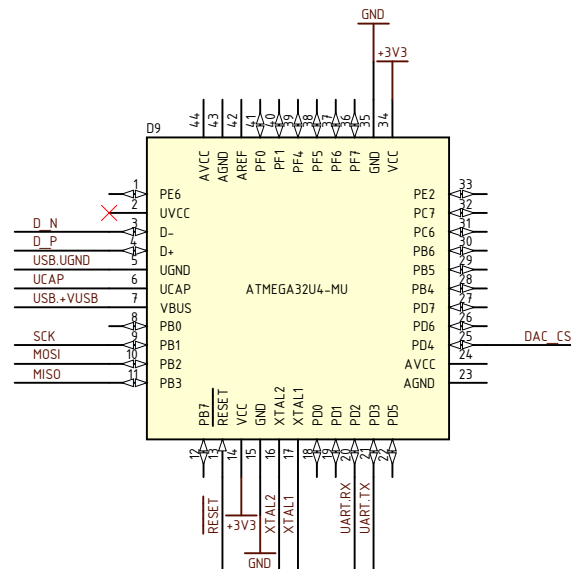 GND
+3V3
44 43 42 41 40 39 38 37 36 35 34
D9
AVCC AGND AREF PF0 PF1 PF4 PF5 PF6 PF7 GND VCC
1 PE6 PE2 33
2 UVCC PC7 32
D_N 3 D- PC6 31
D_P 4 D+ PB6 30
USB.UGND 5 UGND PB5 29
UCAP 6 UCAP ATMEGA32U4-MU PB4 28
USB.+VUSB 7 VBUS PD7 27
8 PB0 PD6 26
SCK 9 PB1 PD4 25 DAC_CS
MOSI 10 PB2 AVCC 24
MISO 11 PB3 AGND 23
PB7 RESET VCC GND XTAL2 XTAL1 PD0 PD1 PD2 PD3 PD5
12 13 14 15 16 17 18 19 20 21 22
RESET +3V3 XTAL2 XTAL1 UART.RX UART.TX
GND